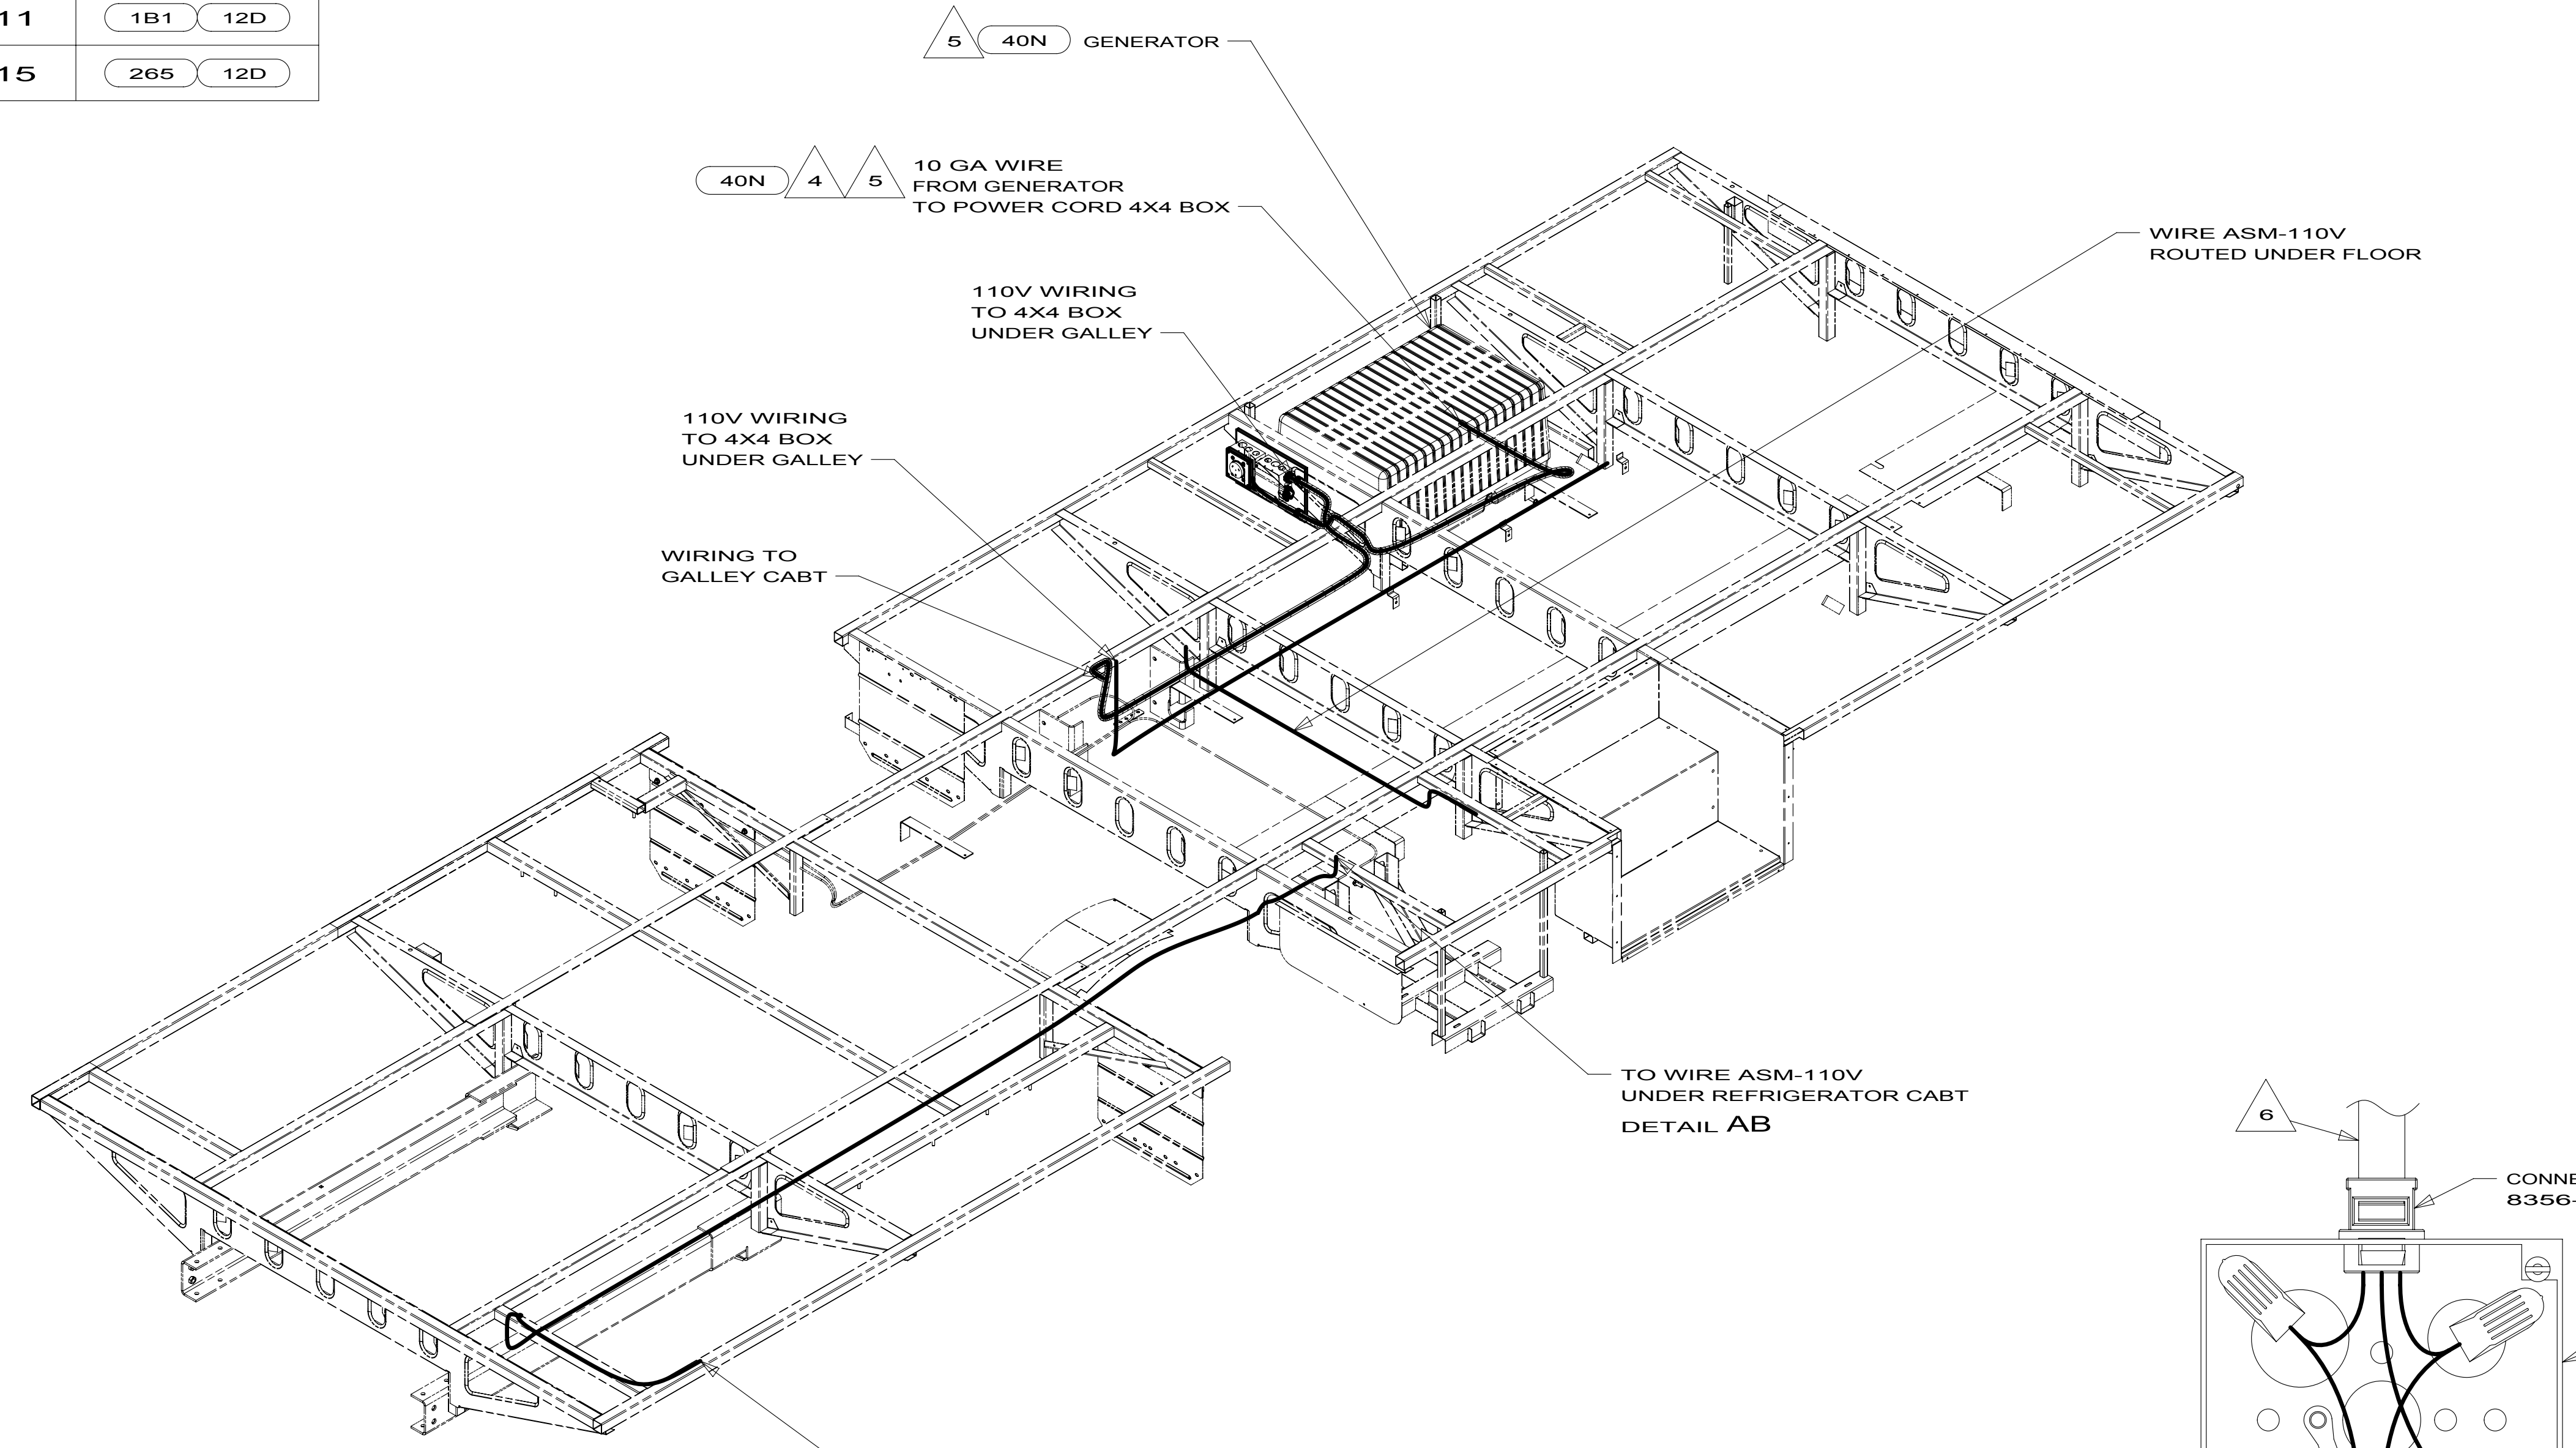 11 1B1 12D
15 265 12D
5 40N GENERATOR
40N 4 5 10 GA WIRE
FROM GENERATOR
TO POWER CORD 4X4 BOX
WIRE ASM-110V
ROUTED UNDER FLOOR
110V WIRING
TO 4X4 BOX
UNDER GALLEY
110V WIRING
TO 4X4 BOX
UNDER GALLEY
WIRING TO
GALLEY CABT
TO WIRE ASM-110V
UNDER REFRIGERATOR CABT
DETAIL AB
6
CONNE
8356-